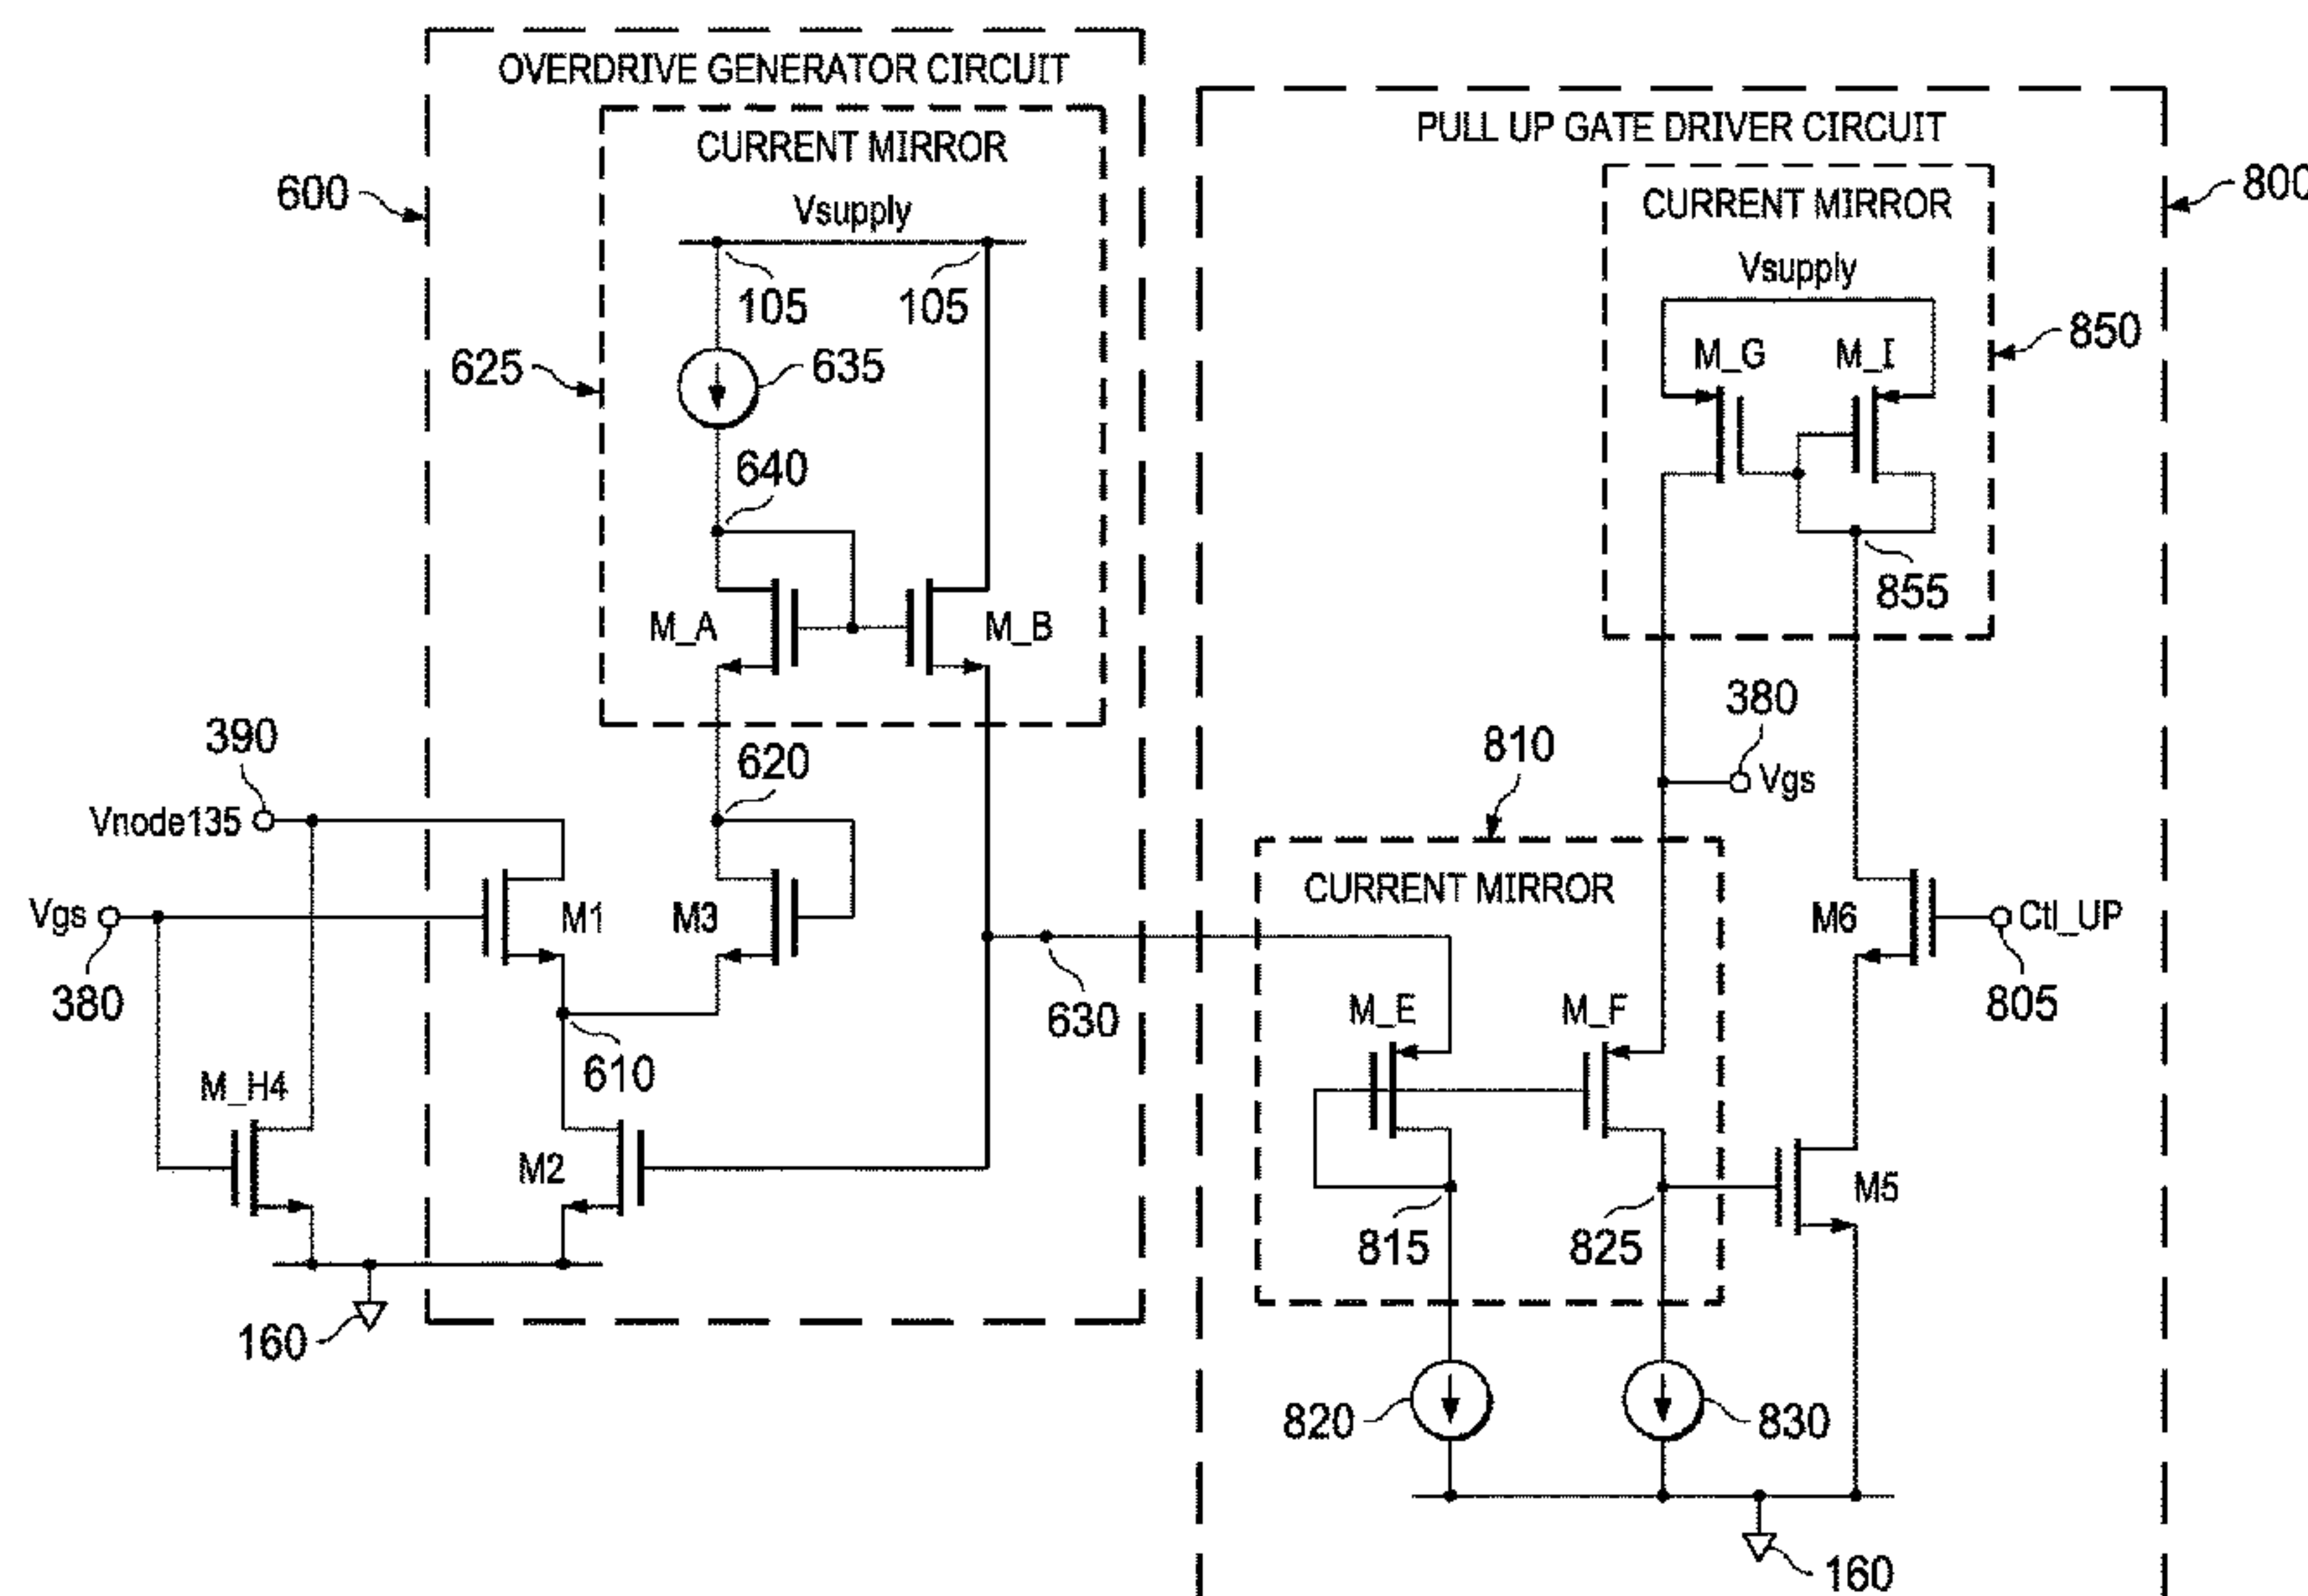 OVERDRIVE GENERATOR CIRCUIT
CURRENT MIRROR
Vsupply
600
105
105
625
635
640
M_A
M_B
390
620
Vnode135
Vgs
M1
M3
380
630
610
M_H4
M2
160
PULL UP GATE DRIVER CIRCUIT
CURRENT MIRROR
800
Vsupply
M_G
M_I
850
855
380
810
Vgs
CURRENT MIRROR
M6
Ctl_UP
M_E
M_F
805
M5
815
825
820
830
160